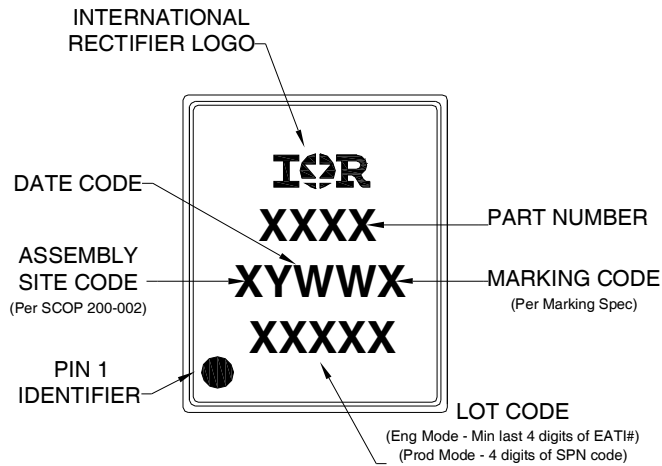 INTERNATIONAL
RECTIFIER LOGO
IOR
DATE CODE
XXXX
PART NUMBER
ASSEMBLY
SITE CODE
(Per SCOP 200-002)
XYWWX
MARKING CODE
(Per Marking Spec)
XXXXX
PIN 1
IDENTIFIER
LOT CODE
(Eng Mode - Min last 4 digits of EATI#)
(Prod Mode - 4 digits of SPN code)